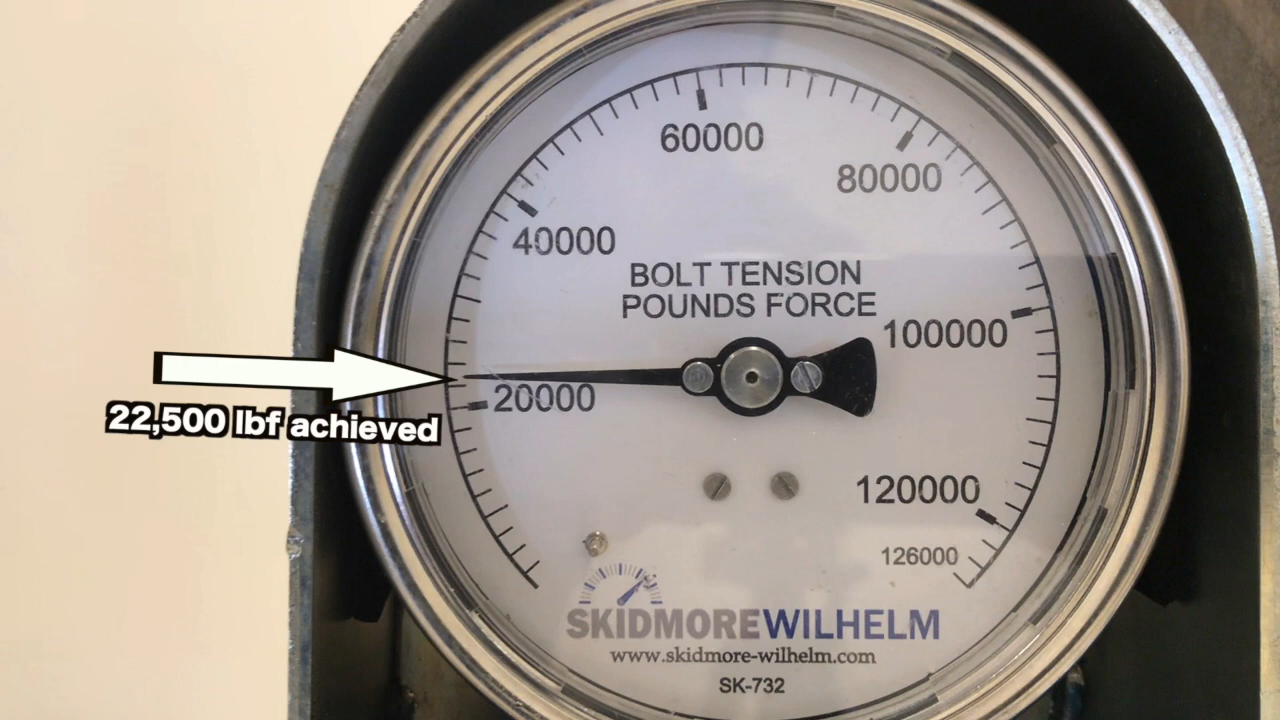 60000
80000
40000
BOLT TENSION
POUNDS FORCE
100000
20000
22,500 lbf achieved
120000
126000
SKIDMOREWILHELM
www.skidmore-wilhelm.com
SK-732